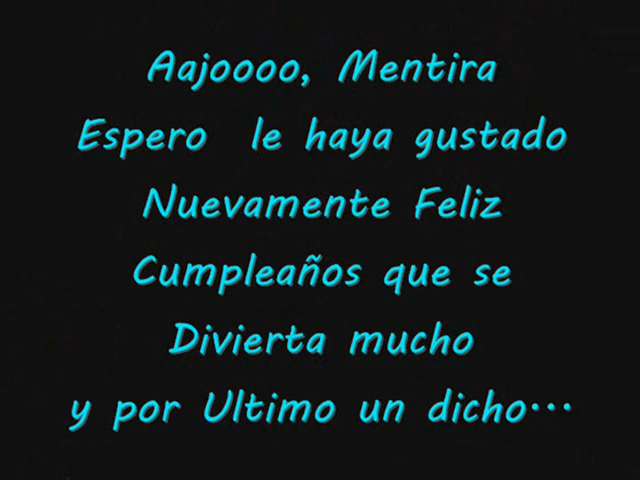 Aajoooo, Mentira
Espero le haya gustado
Nuevamente Feliz
Cumpleaños que se
Divierta mucho
y por Ultimo un dicho...